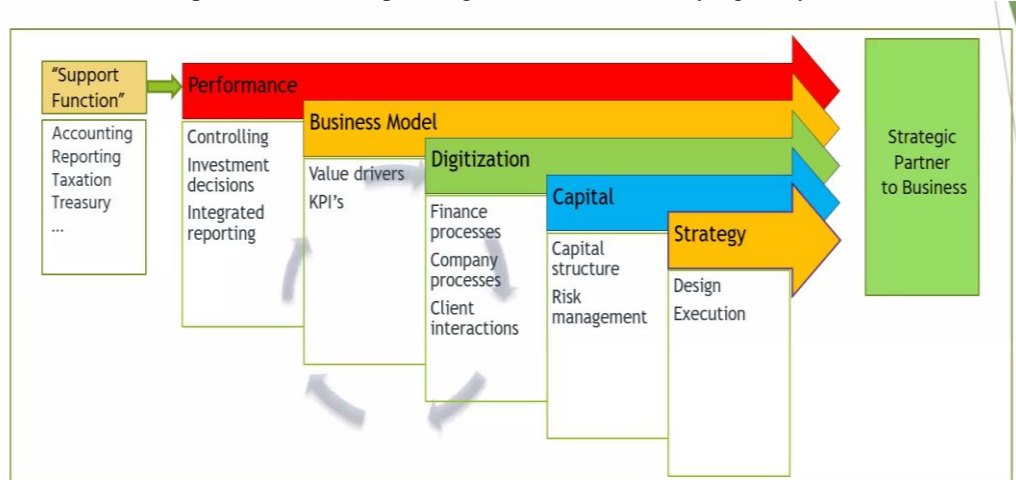 "Support
Function"
Accounting
Reporting
Taxation
Treasury
...
Performance
Controlling
Investment
decisions
Integrated
reporting
Business Model
Value drivers
KPI's
Digitization
Finance
processes
Company
processes
Client
interactions
Capital
Capital
structure
Risk
management
Strategy
Design
Execution
Strategic
Partner
to Business